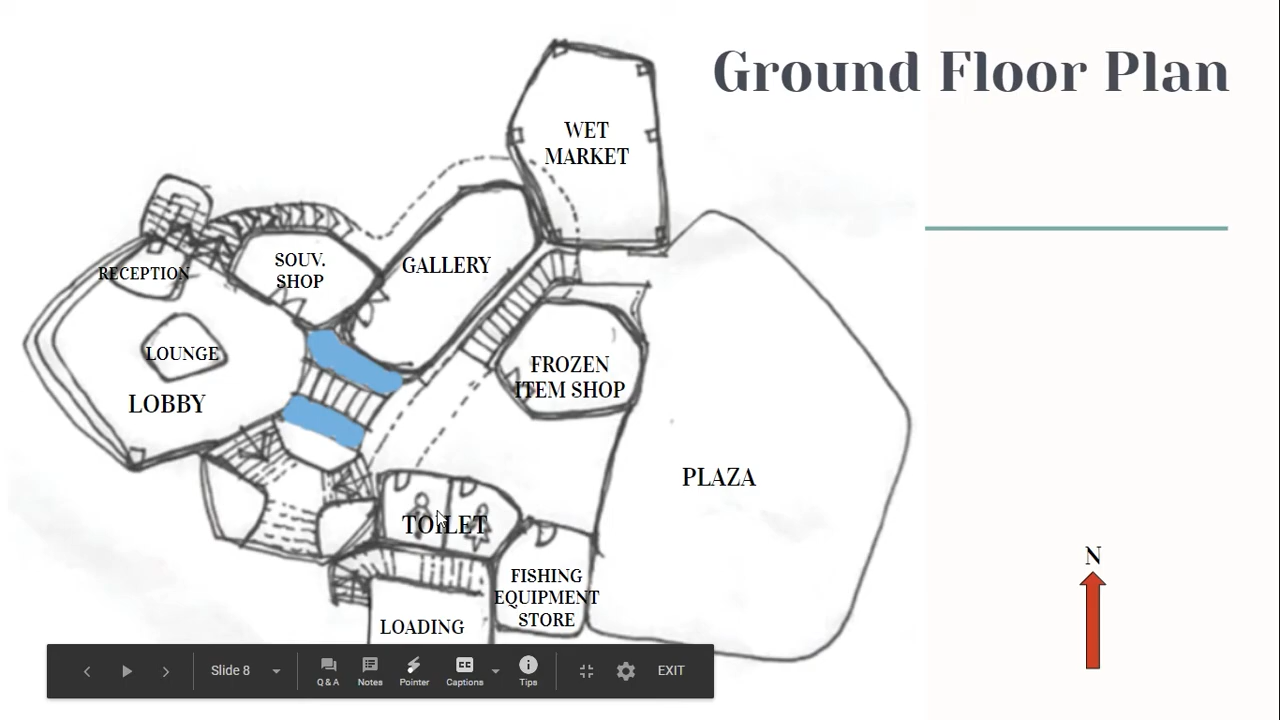 Ground Floor Plan
WET
MARKET
RECEPTION
SOUV.
SHOP
GALLERY
LOUNGE
LOBBY
FROZEN
ITEM SHOP
PLAZA
TOILET
FISHING
EQUIPMENT
STORE
LOADING
N
Slide 8
Q & A
Notes
Pointer
CC
Captions
Tips
EXIT